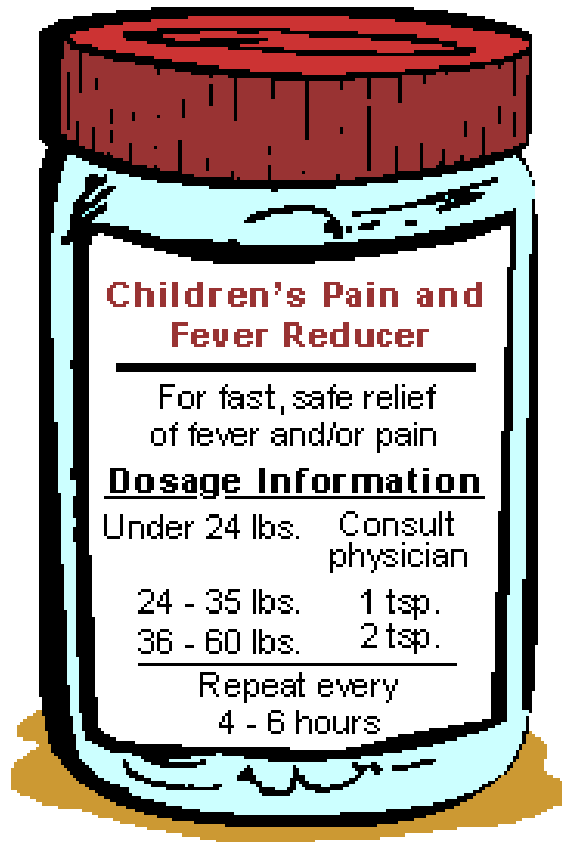 Children's Pain and
Fever Reducer
For fast, safe relief
of fever and/or pain
Dosage Information
Under 24 lbs. Consult
physician
24 - 35 lbs. 1 tsp.
36 - 60 lbs. 2 tsp.
Repeat every
4 - 6 hours